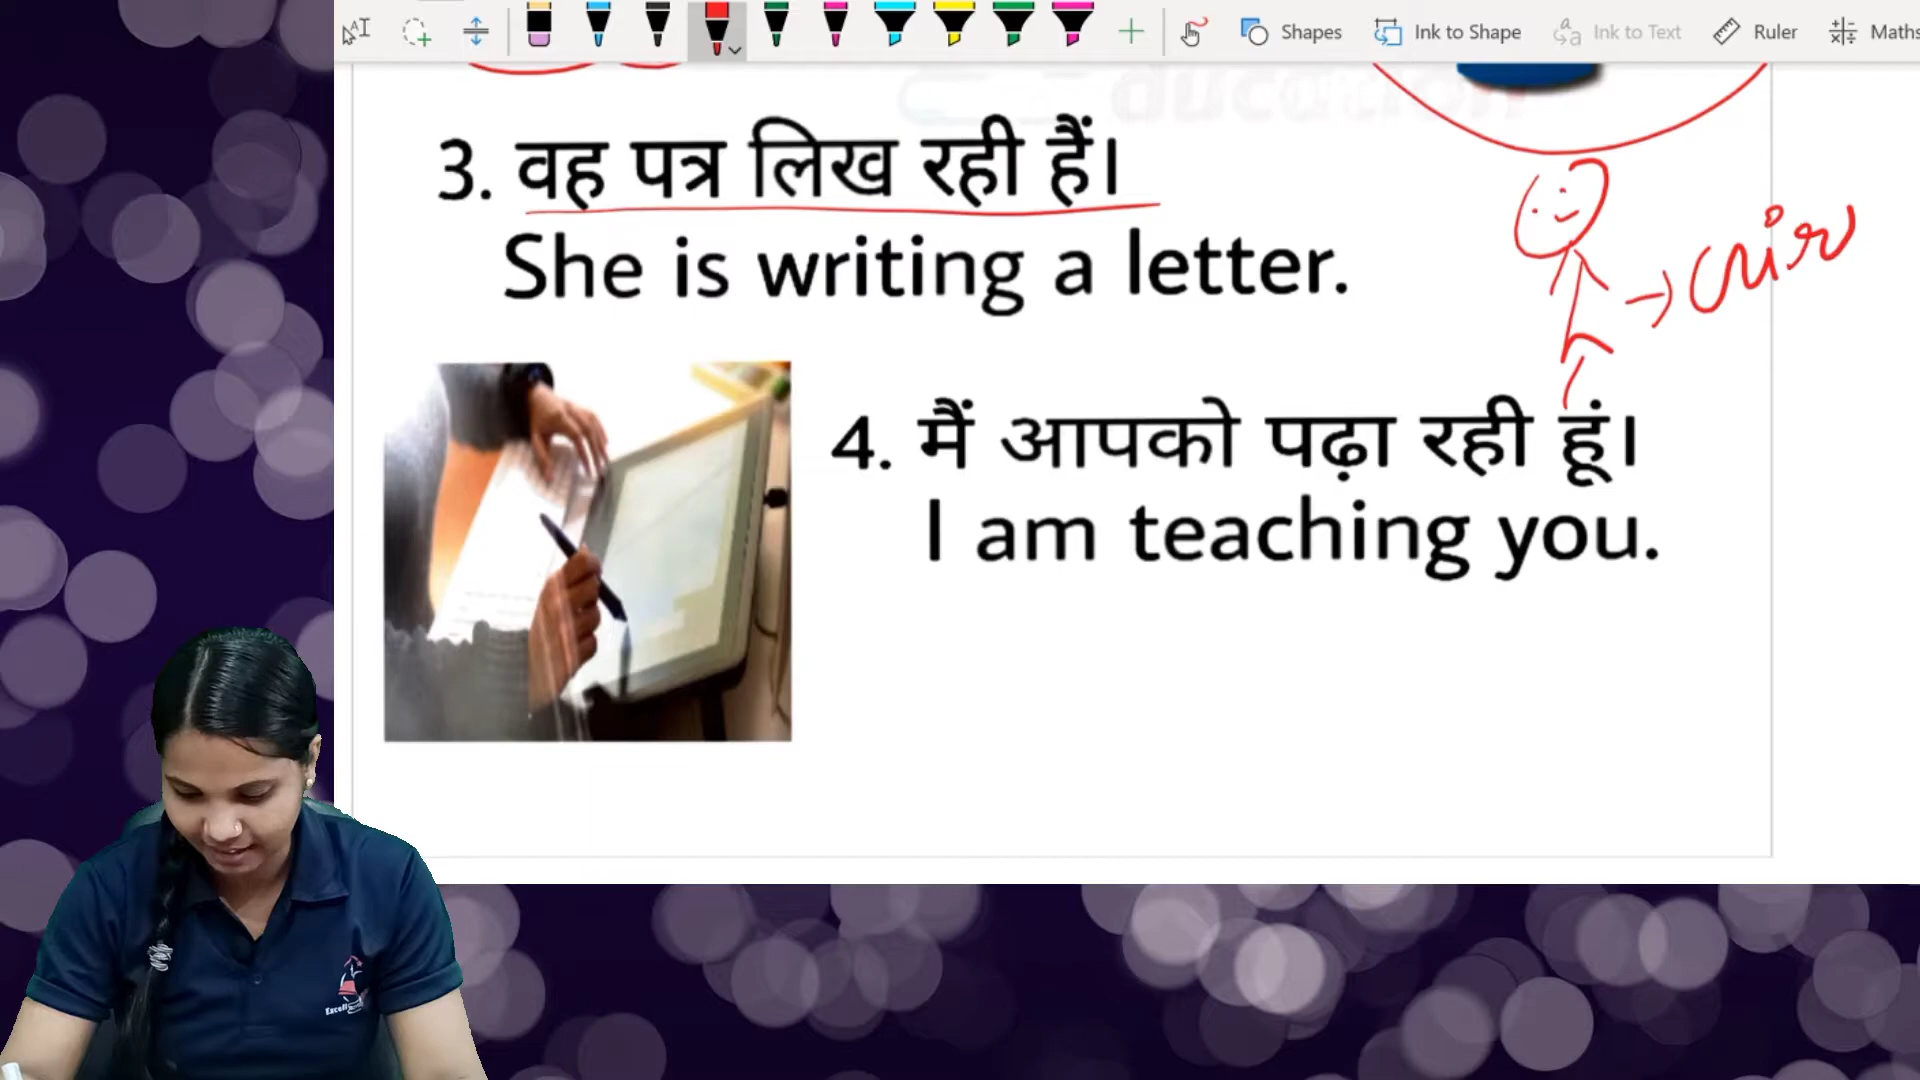 Shapes Ink to Shape Ink to Text Ruler Maths
ducation
3. वह पत्र लिख रही हैं।
She is writing a letter.
4. मैं आपको पढ़ा रही हूं।
I am teaching you.